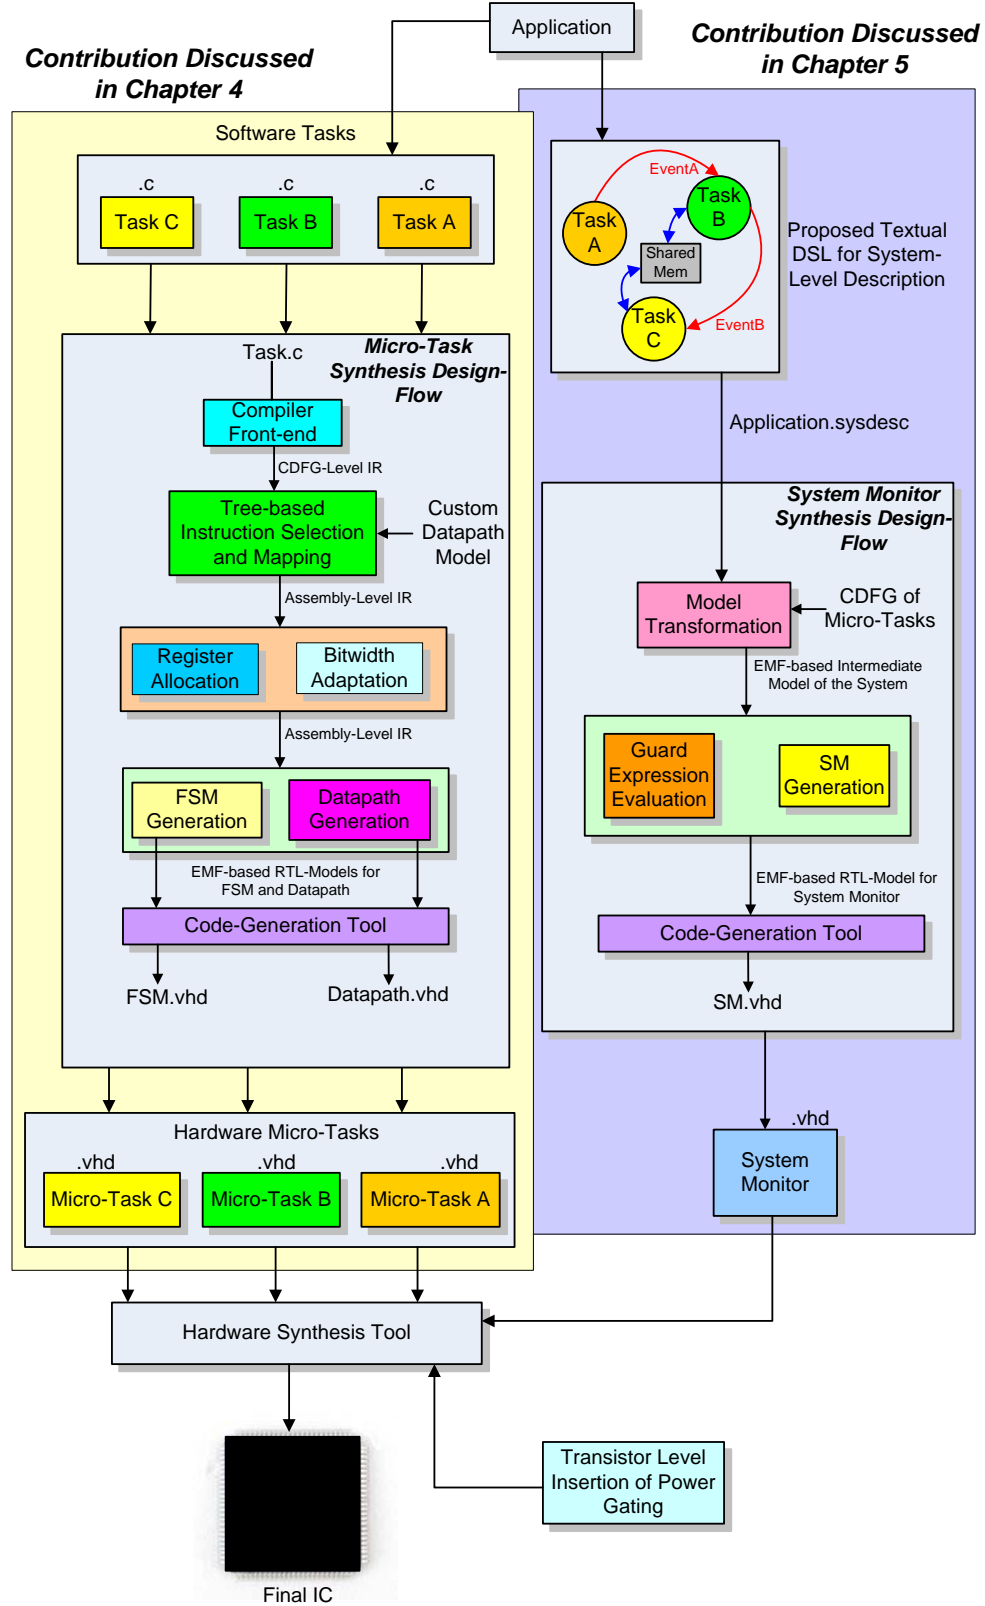 Application
Contribution Discussed
in Chapter 4
Contribution Discussed
in Chapter 5
Software Tasks
.c
.c
.c
Task C
Task B
Task A
EventA
Task
A
Task
B
Shared
Mem
Task
C
EventB
Proposed Textual
DSL for System-
Level Description
Task.c
Micro-Task
Synthesis Design-
Flow
Compiler
Front-end
CDFG-Level IR
Tree-based
Instruction Selection
and Mapping
Custom
Datapath
Model
Assembly-Level IR
Register
Allocation
Bitwidth
Adaptation
Assembly-Level IR
FSM
Generation
Datapath
Generation
EMF-based RTL-Models for
FSM and Datapath
Code-Generation Tool
FSM.vhd
Datapath.vhd
Application.sysdesc
System Monitor
Synthesis Design-
Flow
Model
Transformation
CDFG of
Micro-Tasks
EMF-based Intermediate
Model of the System
Guard
Expression
Evaluation
SM
Generation
EMF-based RTL-Model for
System Monitor
Code-Generation Tool
SM.vhd
Hardware Micro-Tasks
.vhd
.vhd
.vhd
Micro-Task C
Micro-Task B
Micro-Task A
.vhd
System
Monitor
Hardware Synthesis Tool
Transistor Level
Insertion of Power
Gating
Final IC